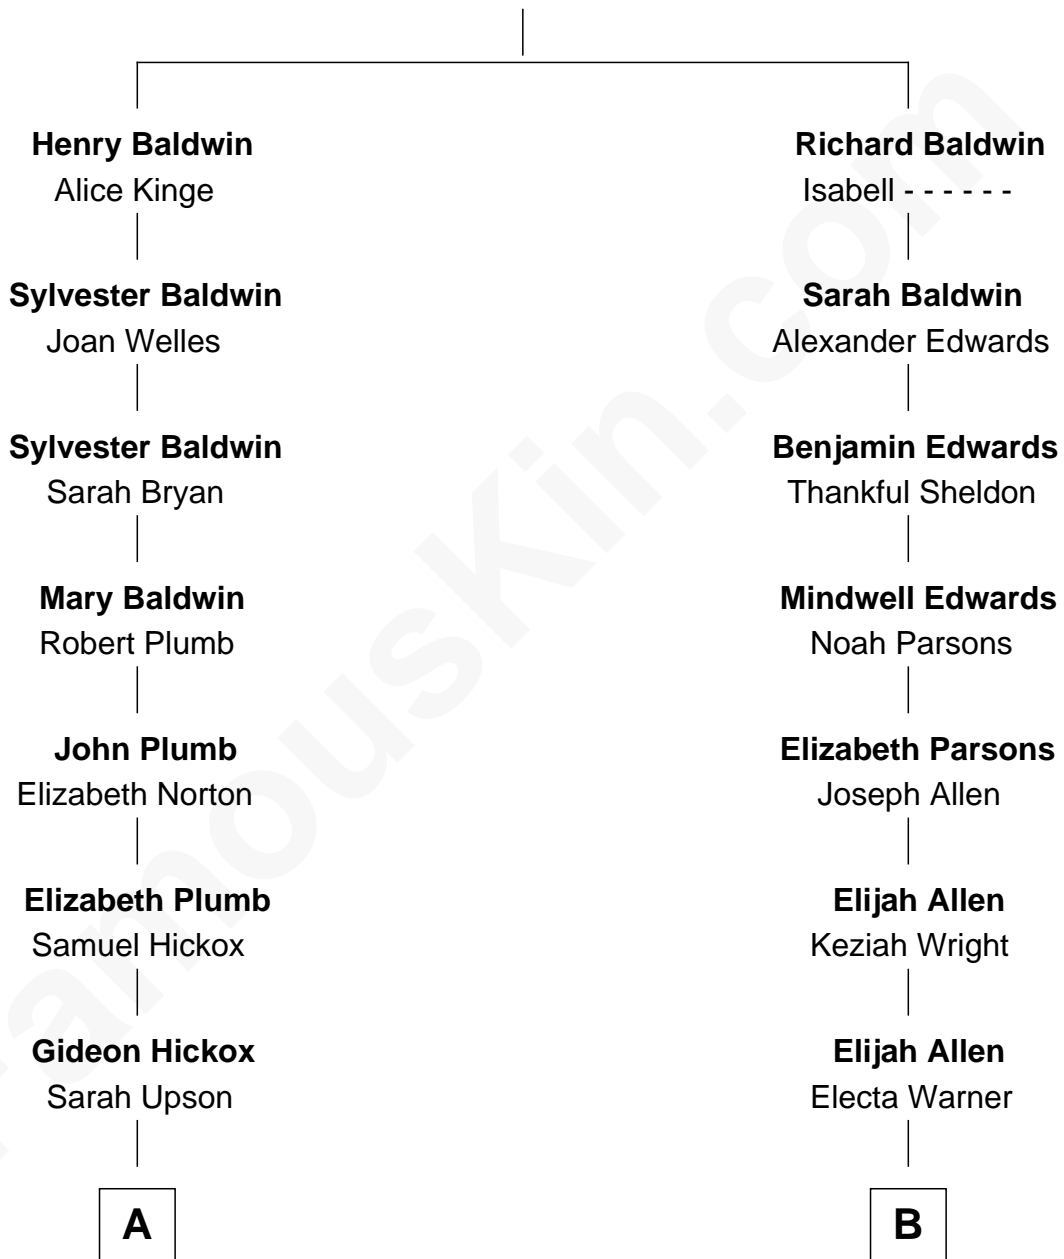 Henry Baldwin
Alice Kinge
Sylvester Baldwin
Joan Welles
Sylvester Baldwin
Sarah Bryan
Mary Baldwin
Robert Plumb
John Plumb
Elizabeth Norton
Elizabeth Plumb
Samuel Hickox
Gideon Hickox
Sarah Upson
A
Richard Baldwin
Isabell - - - - - -
Sarah Baldwin
Alexander Edwards
Benjamin Edwards
Thankful Sheldon
Mindwell Edwards
Noah Parsons
Elizabeth Parsons
Joseph Allen
Elijah Allen
Keziah Wright
Elijah Allen
Electa Warner
B
FamousKin.com